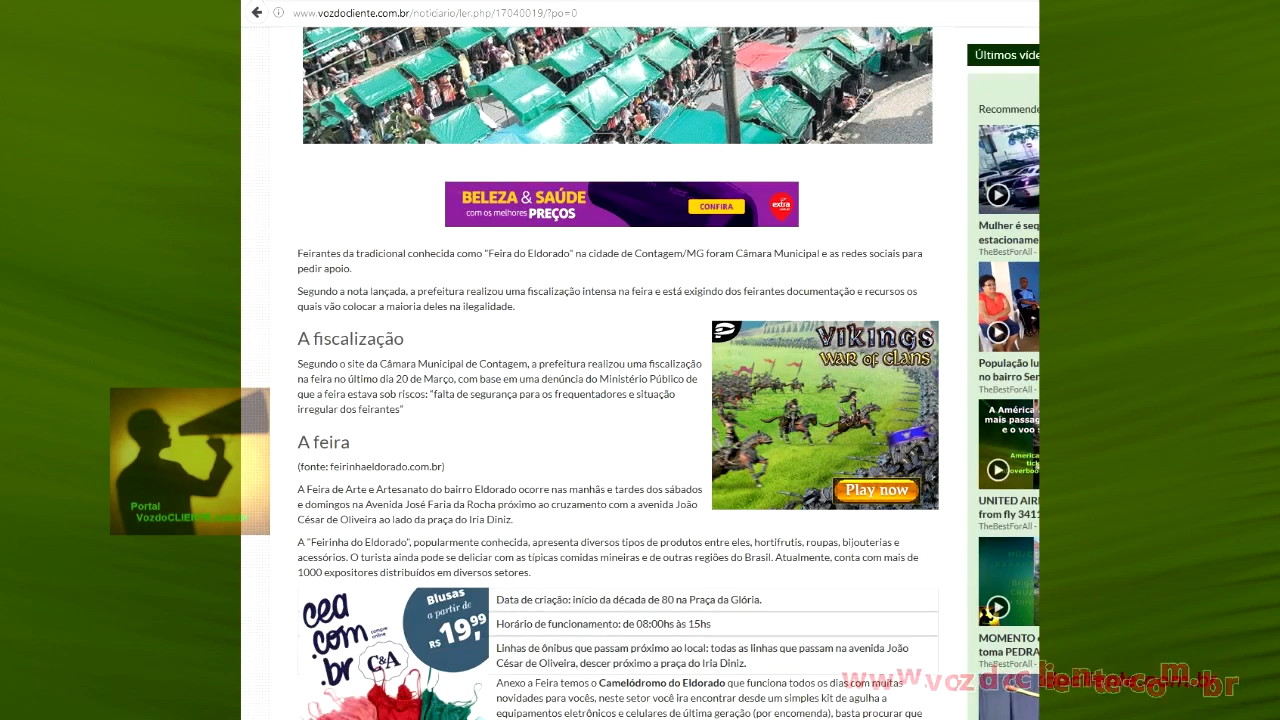 www.vozdocliente.com.br/noticiario/ler.php/17040019/?po=0
Últimos víde
Recommende
BELEZA & SAÚDE
com os melhores PREÇOS
CONFIRA
extra
Feirantes da tradicional conhecida como "Feira do Eldorado" na cidade de Contagem/MG foram Câmara Municipal e as redes sociais para
pedir apoio.
Segundo a nota lançada, a prefeitura realizou uma fiscalização intensa na feira e está exigindo dos feirantes documentação e recursos os
quais vão colocar a maioria deles na ilegalidade.
A fiscalização
Segundo o site da Câmara Municipal de Contagem, a prefeitura realizou uma fiscalização
na feira no último dia 20 de Março, com base em uma denúncia do Ministério Público de
que a feira estava sob riscos: "falta de segurança para os frequentadores e situação
irregular dos feirantes"
VIKINGS
WAR OF CLANS
Play now
A feira
(fonte: feirinhaeldorado.com.br)
A Feira de Arte e Artesanato do bairro Eldorado ocorre nas manhãs e tardes dos sábados
e domingos na Avenida José Faria da Rocha próximo ao cruzamento com a avenida João
César de Oliveira ao lado da praça do Iria Diniz.
A "Feirinha do Eldorado", popularmente conhecida, apresenta diversos tipos de produtos entre eles, hortifrutis, roupas, bijouterias e
acessórios. O turista ainda pode se deliciar com as típicas comidas mineiras e de outras regiões do Brasil. Atualmente, conta com mais de
1000 expositores distribuídos em diversos setores.
cea
.com
.br
compre
online
C&A
Blusas
a partir de
R$ 19,99
Data de criação: início da década de 80 na Praça da Glória.
Horário de funcionamento: de 08:00hs às 15hs
Linhas de ônibus que passam próximo ao local: todas as linhas que passam na avenida João
César de Oliveira, descer próximo a praça do Iria Diniz.
Anexo a Feira temos o Camelódromo do Eldorado que funciona todos os dias com muitas
novidades para vocês, neste setor você ira encontrar desde um simples kit de agulha a
equipamentos eletrônicos e celulares de última geração (por encomenda), basta procurar que
Mulher é seq
estacioname
TheBestForAll -
População lu
no bairro Ser
TheBestForAll -
A América
mais passag
e o voo s
American
tick
overboo
UNITED AIRL
from fly 3411
TheBestForAll -
MOMENTO
toma PEDRA
TheBestForAll -
Portal
VozdoCLIENTE
www.vozdocliente.com.br